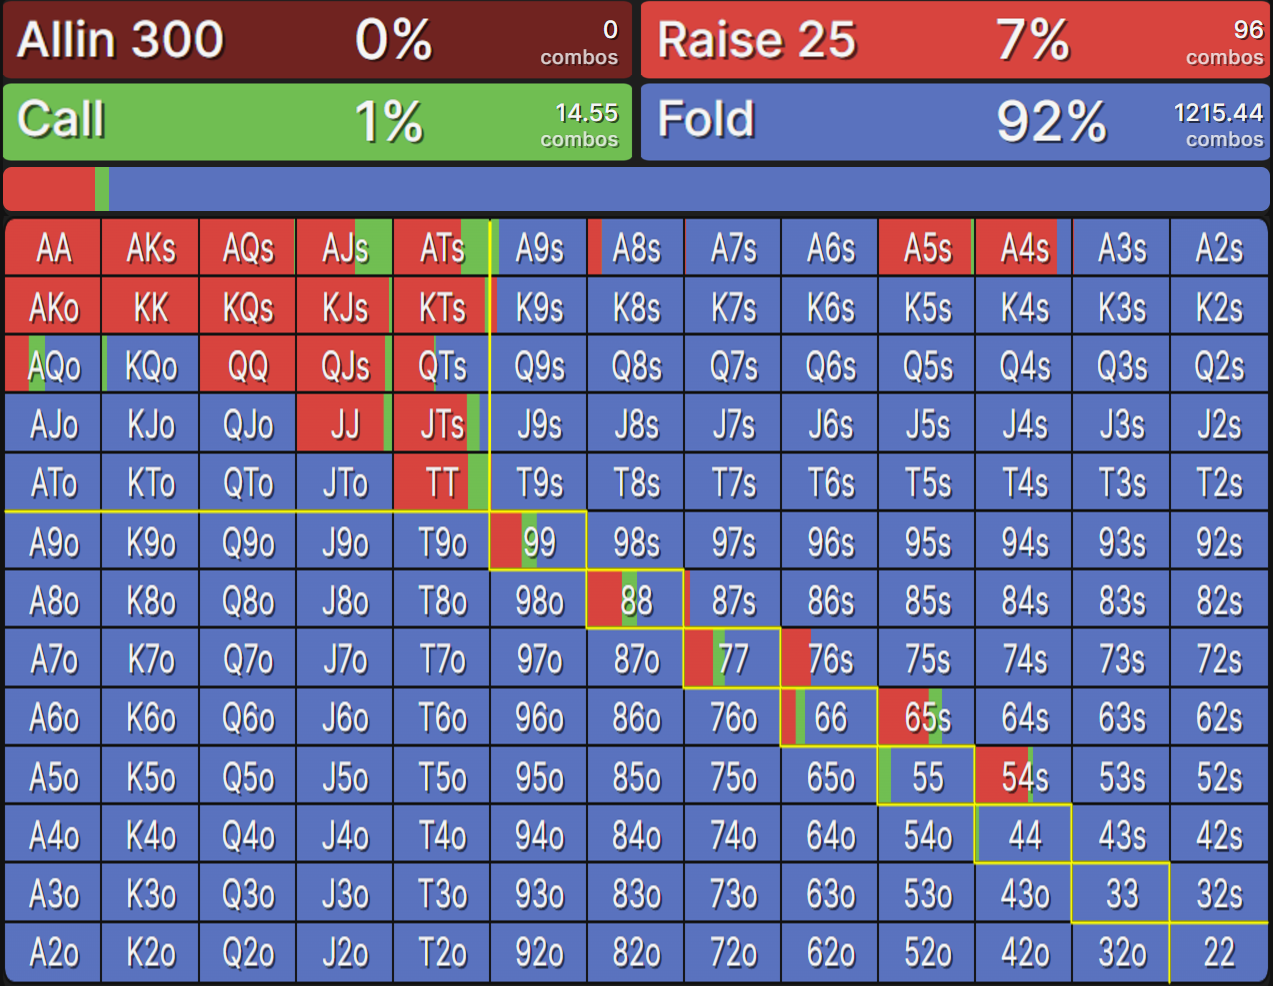 Allin 300 0% 0 combos Raise 25 7% 96 combos
Call 1% 14.55 combos Fold 92% 1215.44 combos
AA AKs AQs AJs ATs A9s A8s A7s A6s A5s A4s A3s A2s
AKo KK KQs KJs KTs K9s K8s K7s K6s K5s K4s K3s K2s
AQo KQo QQ QJs QTs Q9s Q8s Q7s Q6s Q5s Q4s Q3s Q2s
AJo KJo QJo JJ JTs J9s J8s J7s J6s J5s J4s J3s J2s
ATo KTo QTo JTo TT T9s T8s T7s T6s T5s T4s T3s T2s
A9o K9o Q9o J9o T9o 99 98s 97s 96s 95s 94s 93s 92s
A8o K8o Q8o J8o T8o 98o 88 87s 86s 85s 84s 83s 82s
A7o K7o Q7o J7o T7o 97o 87o 77 76s 75s 74s 73s 72s
A6o K6o Q6o J6o T6o 96o 86o 76o 66 65s 64s 63s 62s
A5o K5o Q5o J5o T5o 95o 85o 75o 65o 55 54s 53s 52s
A4o K4o Q4o J4o T4o 94o 84o 74o 64o 54o 44 43s 42s
A3o K3o Q3o J3o T3o 93o 83o 73o 63o 53o 43o 33 32s
A2o K2o Q2o J2o T2o 92o 82o 72o 62o 52o 42o 32o 22